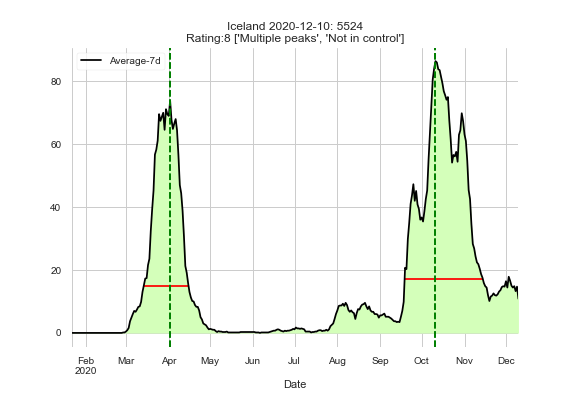 Iceland 2020-12-10: 5524
Rating:8 ['Multiple peaks', 'Not in control']
Average-7d
80
60
40
20
0
Feb Mar Apr May Jun Jul Aug Sep Oct Nov Dec
2020
Date